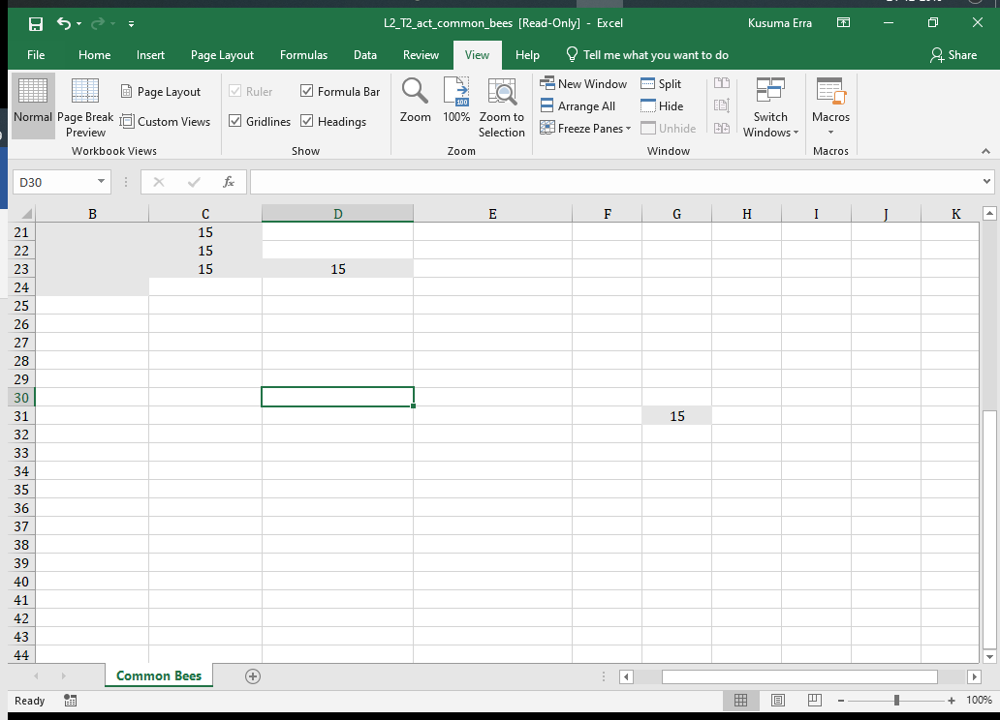 L2_T2_act_common_bees [Read-Only] - Excel
Kusuma Erra
File Home Insert Page Layout Formulas Data Review View Help Tell me what you want to do Share
Normal
Page Break
Preview
Page Layout
Custom Views
Workbook Views
Ruler
Formula Bar
Gridlines
Headings
Show
Zoom
100
100%
Zoom to
Selection
Zoom
New Window
Arrange All
Freeze Panes
Split
Hide
Unhide
Switch
Windows
Window
Macros
Macros
D30
fx
B C D E F G H I J K
21 15
22 15
23 15 15
24
25
26
27
28
29
30
31 15
32
33
34
35
36
37
38
39
40
41
42
43
44
Common Bees
Ready
100%